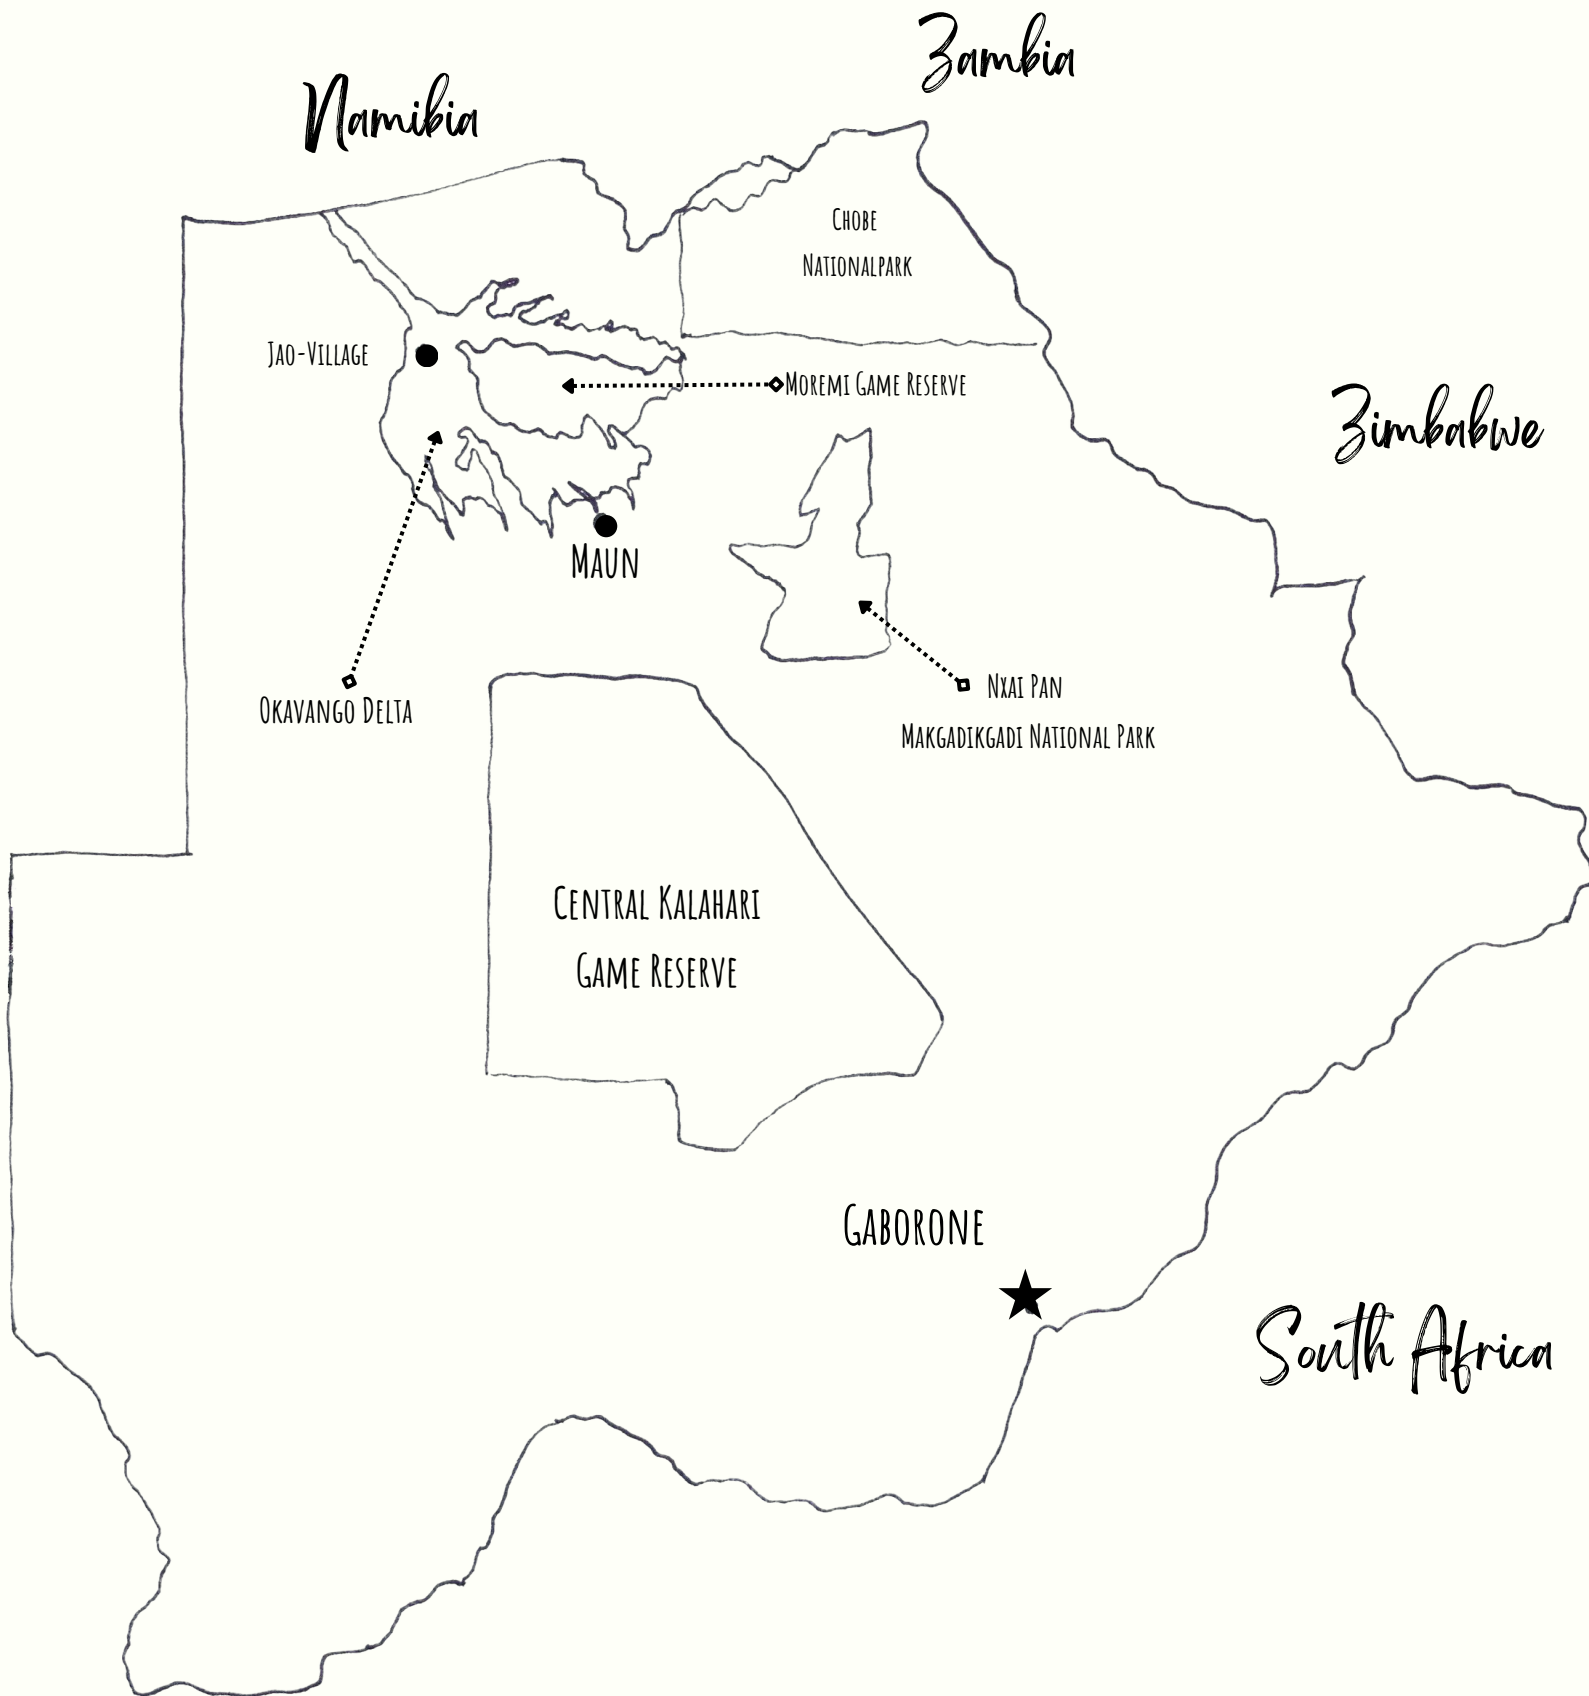 Zambia
Namibia
Chobe
Nationalpark
Jao-Village
Moremi Game Reserve
Zimbabwe
Maun
Okavango Delta
Nxai Pan
Makgadikgadi National Park
Central Kalahari
Game Reserve
Gaborone
South Africa